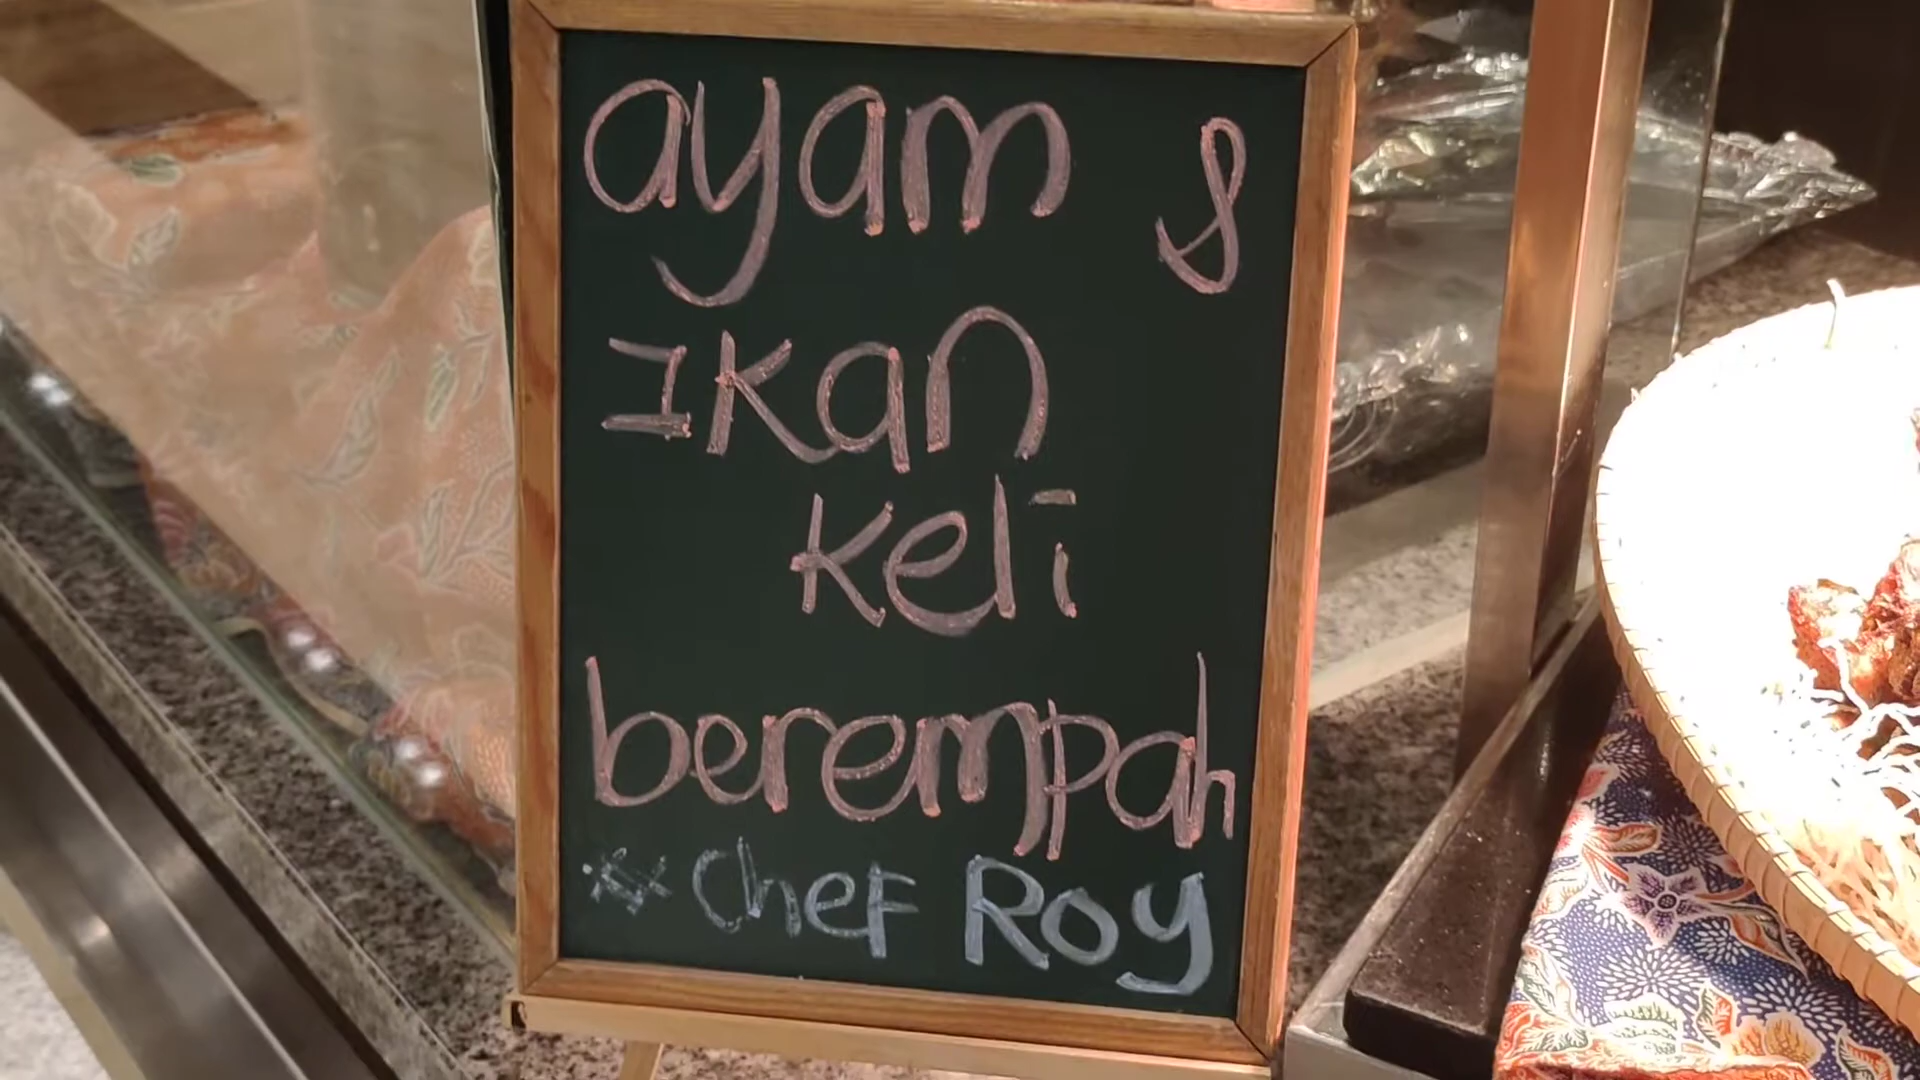 ayam &
Ikan
Keli
berempah
# Chef Roy